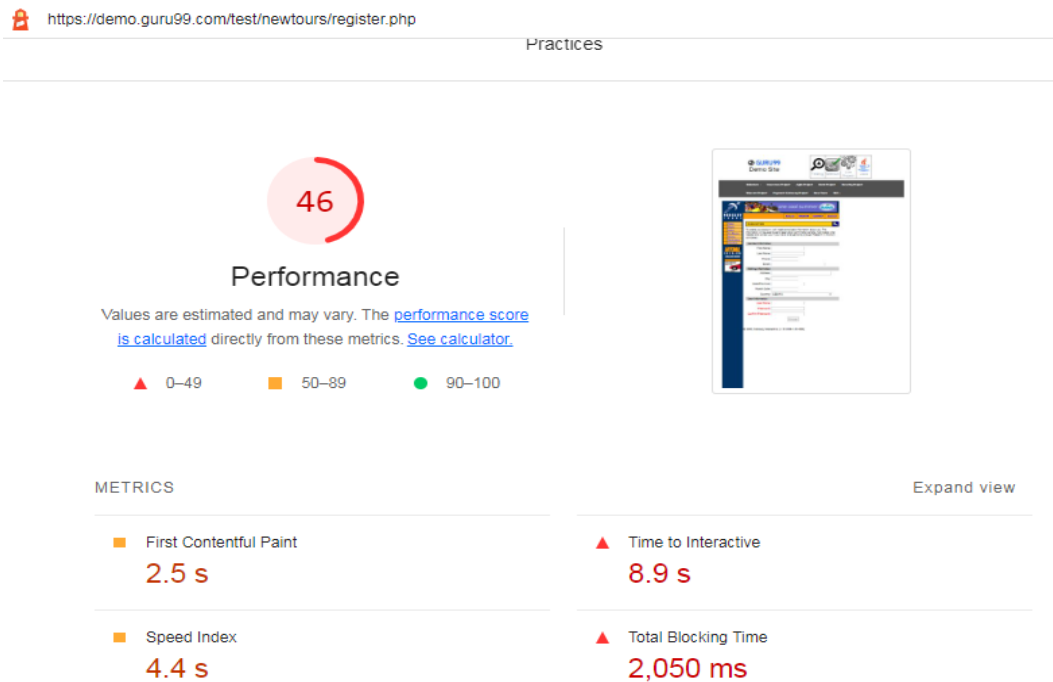 https://demo.guru99.com/test/newtours/register.php
Practices
46
Performance
Values are estimated and may vary. The performance score
is calculated directly from these metrics. See calculator.
0–49 50–89 90–100
GURU99
Demo Site
METRICS
Expand view
First Contentful Paint
2.5 s
Time to Interactive
8.9 s
Speed Index
4.4 s
Total Blocking Time
2,050 ms